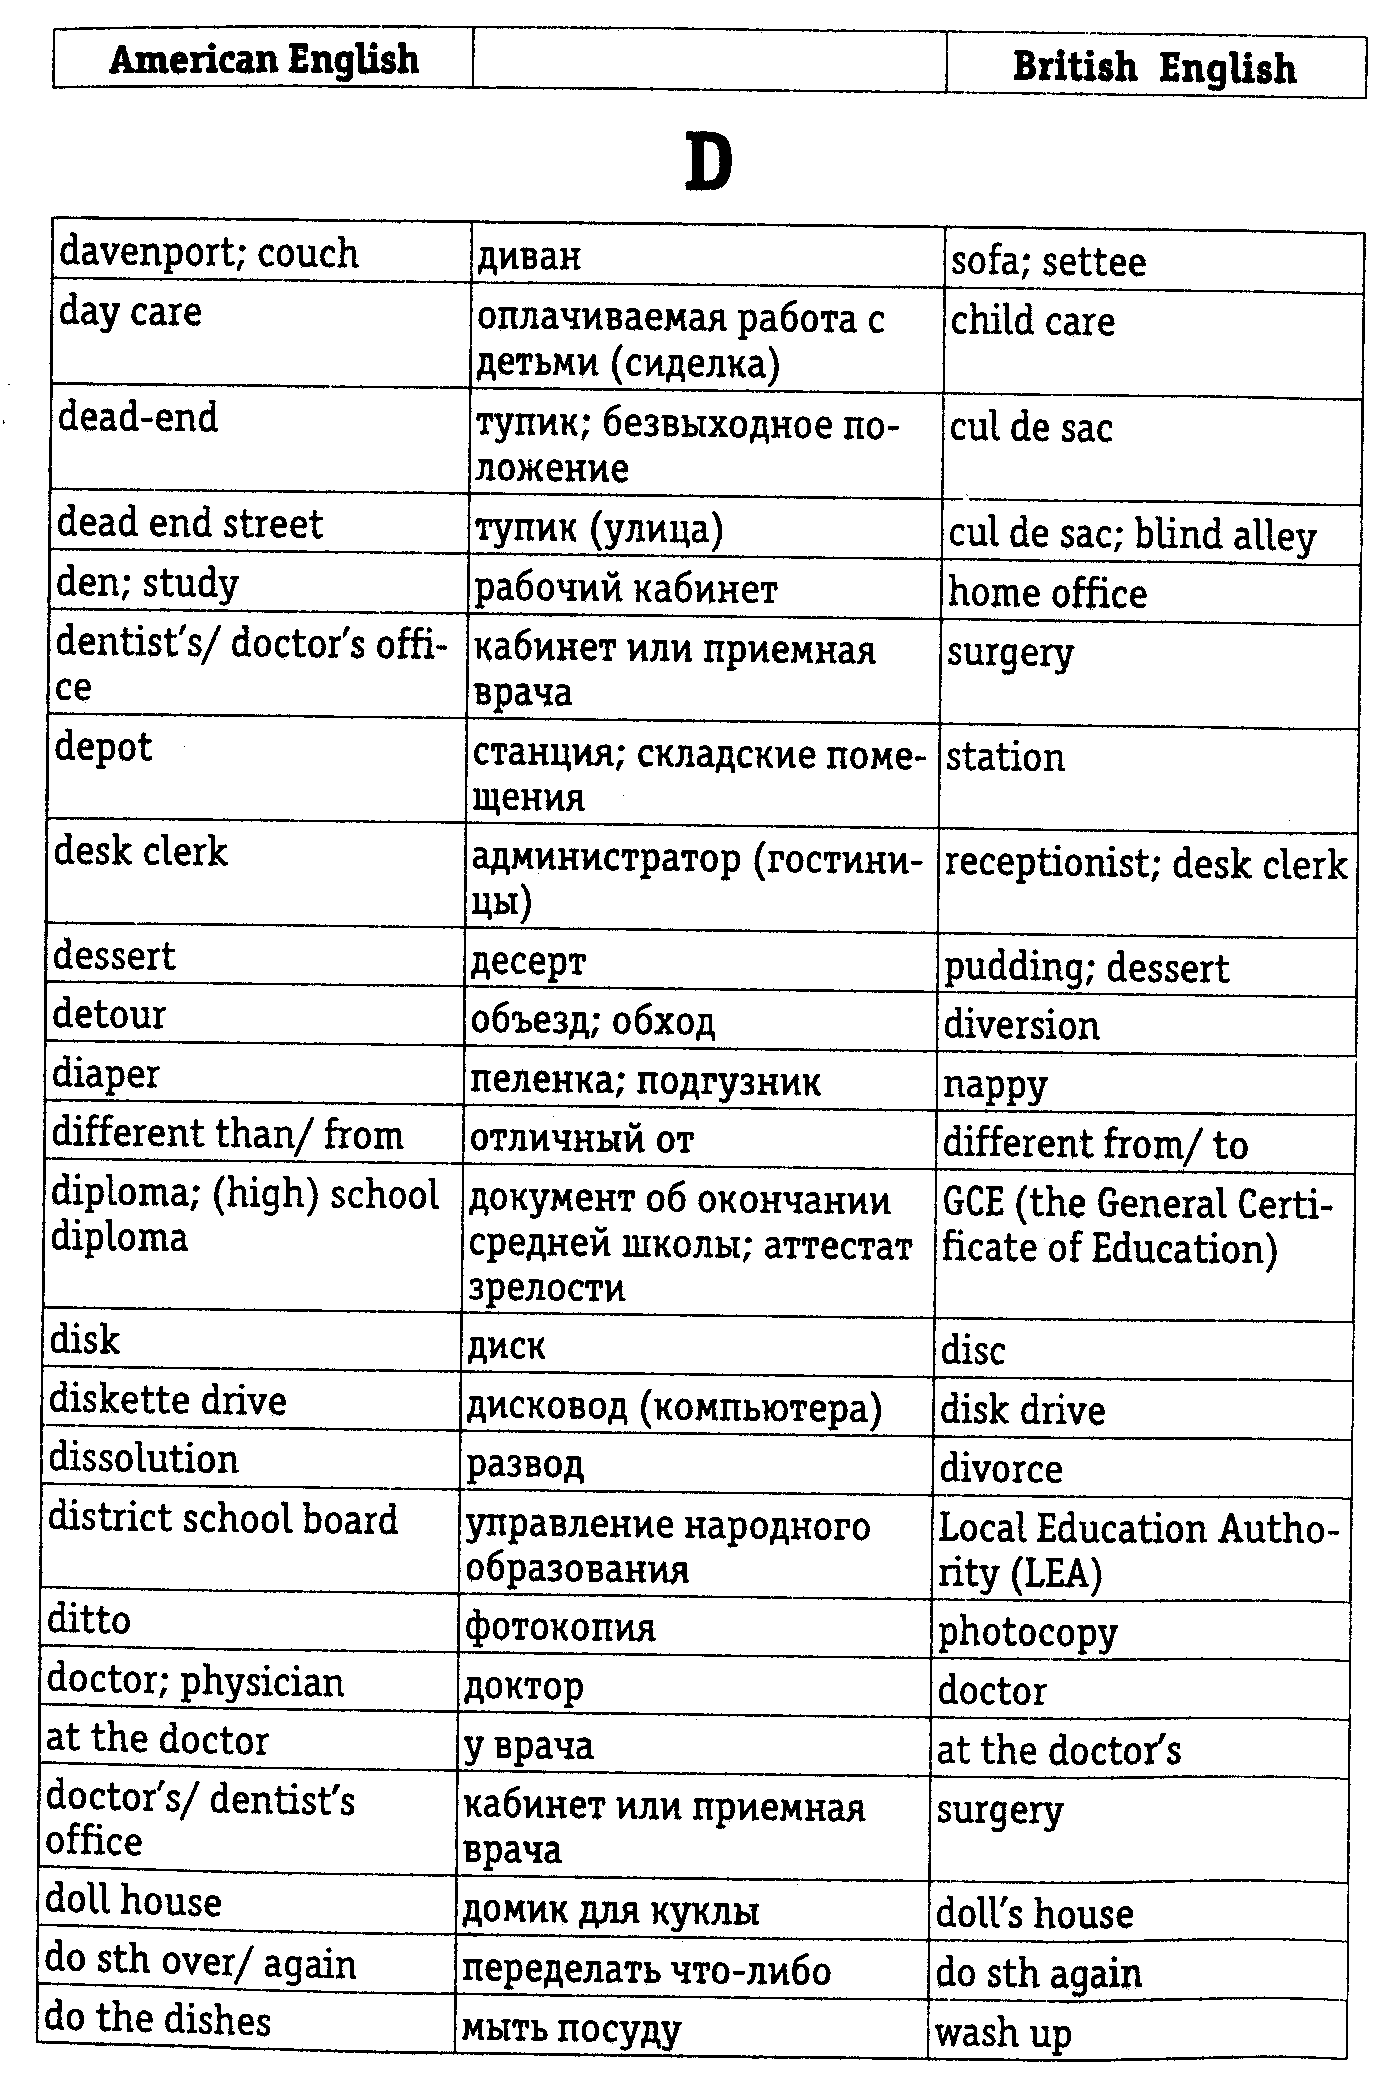 American English British English
D
davenport; couch диван sofa; settee
day care оплачиваемая работа с child care
детьми (сиделка)
dead-end тупик; безвыходное по- cul de sac
ложение
dead end street тупик (улица) cul de sac; blind alley
den; study рабочий кабинет home office
dentist's/ doctor's offi- кабинет или приемная surgery
ce врача
depot станция; складские поме- station
щения
desk clerk администратор (гостини- receptionist; desk clerk
цы)
dessert десерт pudding; dessert
detour объезд; обход diversion
diaper пеленка; подгузник nappy
different than/ from отличный от different from/ to
diploma; (high) school документ об окончании GCE (the General Certi-
diploma средней школы; аттестат ficate of Education)
зрелости
disk диск disc
diskette drive дисковод (компьютера) disk drive
dissolution развод divorce
district school board управление народного Local Education Autho-
образования rity (LEA)
ditto фотокопия photocopy
doctor; physician доктор doctor
at the doctor у врача at the doctor's
doctor's/ dentist's кабинет или приемная surgery
office врача
doll house домик для куклы doll's house
do sth over/ again переделать что-либо do sth again
do the dishes мыть посуду wash up